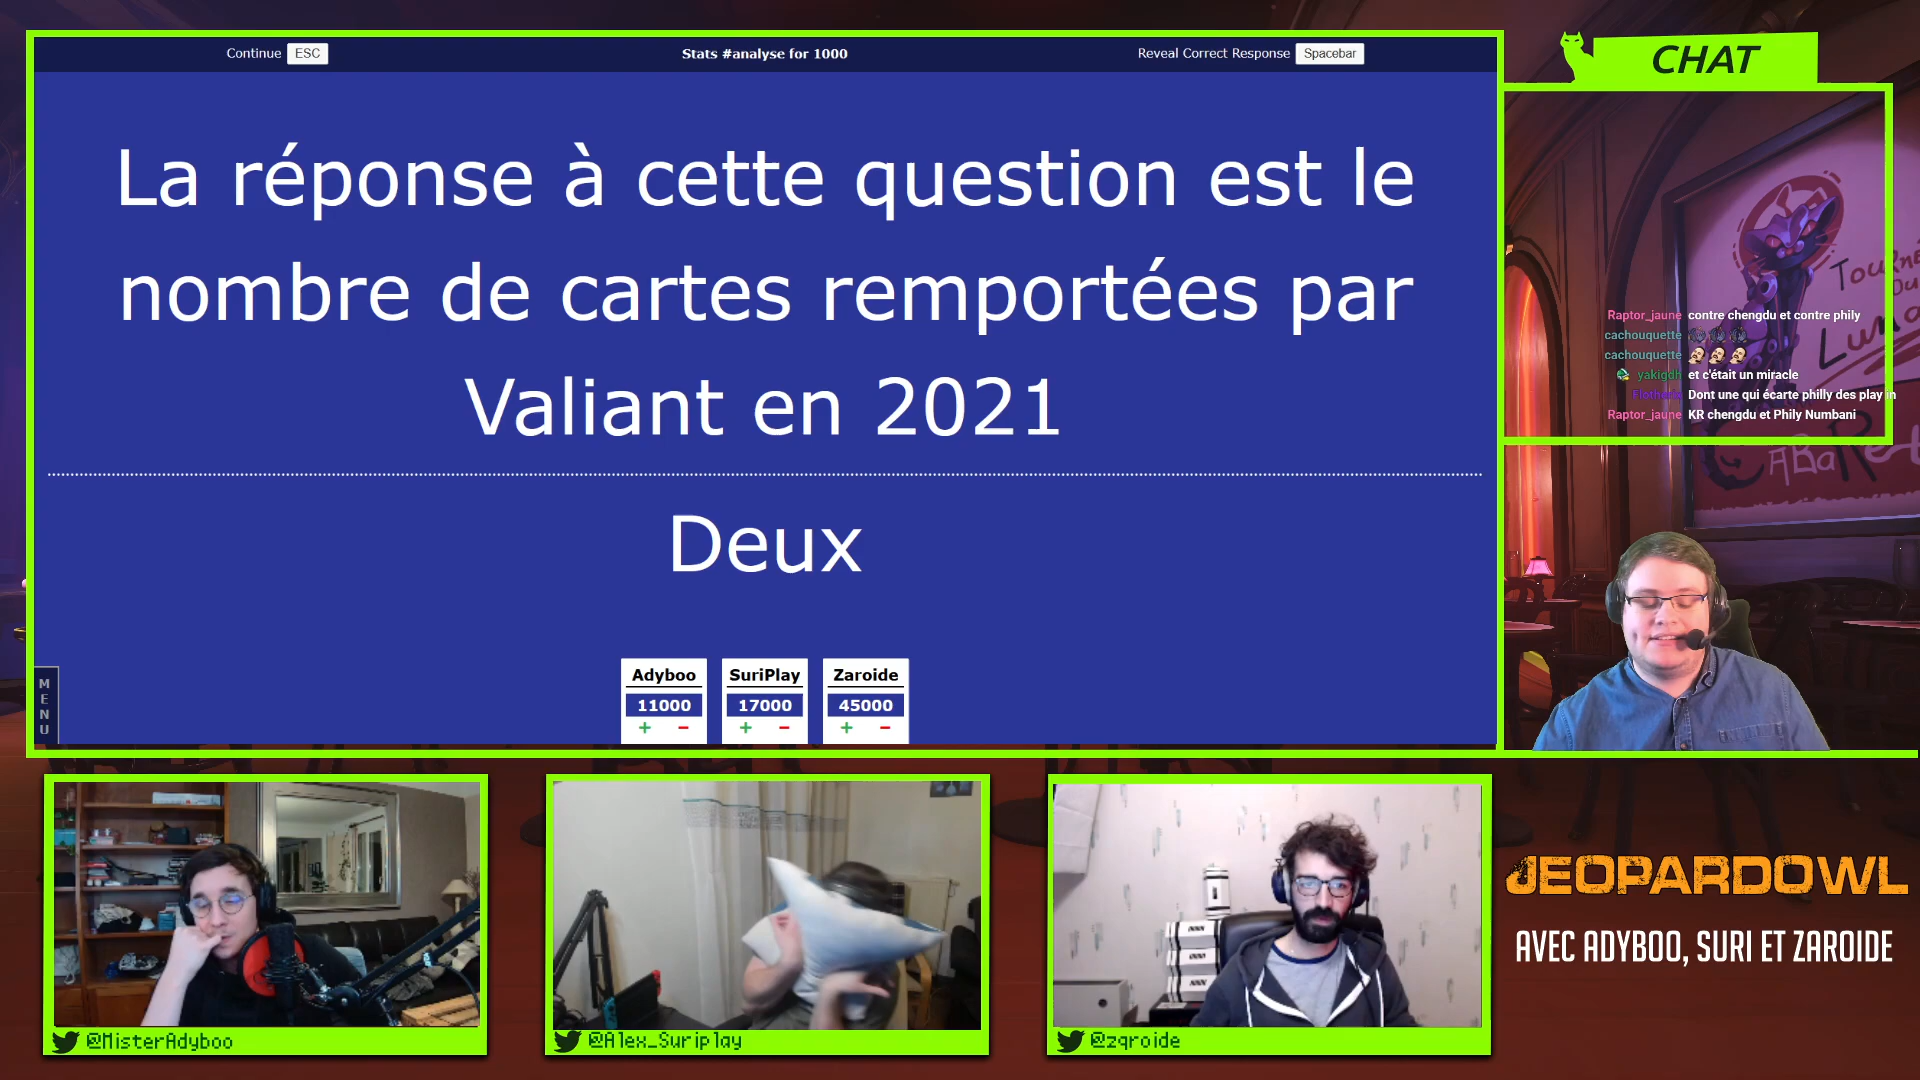 Continue ESC
Stats #analyse for 1000
Reveal Correct Response Spacebar
La réponse à cette question est le
nombre de cartes remportées par
Valiant en 2021
Deux
MENU
Adyboo
11000
+ −
SuriPlay
17000
+ −
Zaroide
45000
+ −
CHAT
Raptor_jaune contre chengdu et contre phily
cachouquette
cachouquette
yakigdh et c'était un miracle
Dont une qui écarte philly des play in
Raptor_jaune KR chengdu et Phily Numbani
CABaRet
@MisterAdyboo
@Alex_Suriplay
@zqroide
JEOPARDOWL
AVEC ADYBOO, SURI ET ZAROIDE